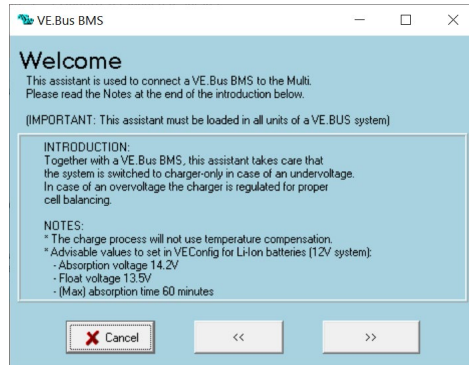 VE.Bus BMS
Welcome
This assistant is used to connect a VE.Bus BMS to the Multi.
Please read the Notes at the end of the introduction below.
(IMPORTANT: This assistant must be loaded in all units of a VE.BUS system)
INTRODUCTION:
Together with a VE.Bus BMS, this assistant takes care that
the system is switched to charger-only in case of an undervoltage.
In case of an overvoltage the charger is regulated for proper
cell balancing.
NOTES:
* The charge process will not use temperature compensation.
* Advisable values to set in VEConfig for Li-Ion batteries (12V system):
- Absorption voltage 14.2V
- Float voltage 13.5V
- (Max) absorption time 60 minutes
Cancel << >>